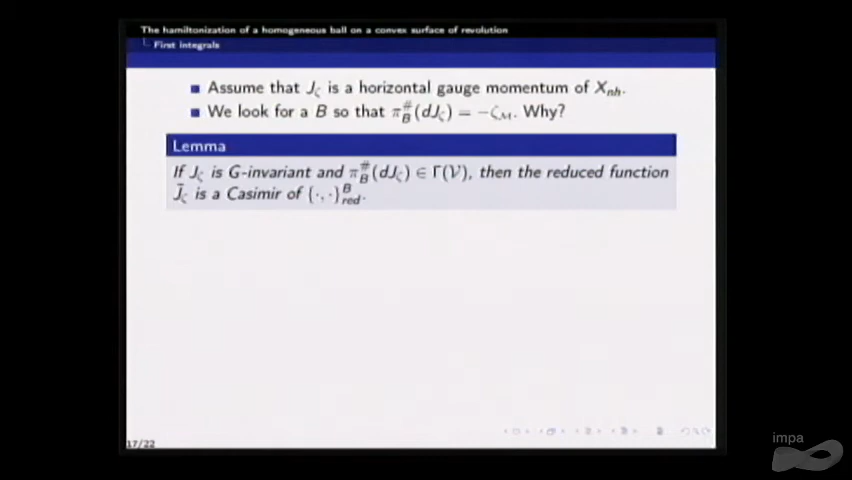 The hamiltonization of a homogeneous ball on a convex surface of revolution
First integrals
Assume that J_ζ is a horizontal gauge momentum of X_nh.
We look for a B so that π_B^#(dJ_ζ) = −ζ_M. Why?
Lemma
If J_ζ is G-invariant and π_B^#(dJ_ζ) ∈ Γ(V), then the reduced function
J̄_ζ is a Casimir of {·, ·}_red^B.
17/22
impa